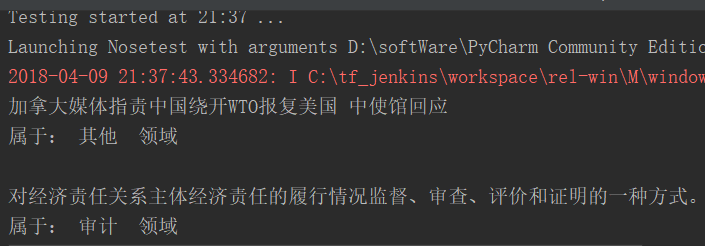 Testing started at 21:37 ...
Launching Nosetest with arguments D:\softWare\PyCharm Community Editio
2018-04-09 21:37:43.334682: I C:\tf_jenkins\workspace\rel-win\M\window
加拿大媒体指责中国绕开WTO报复美国 中使馆回应
属于： 其他 领域
对经济责任关系主体经济责任的履行情况监督、审查、评价和证明的一种方式。
属于： 审计 领域